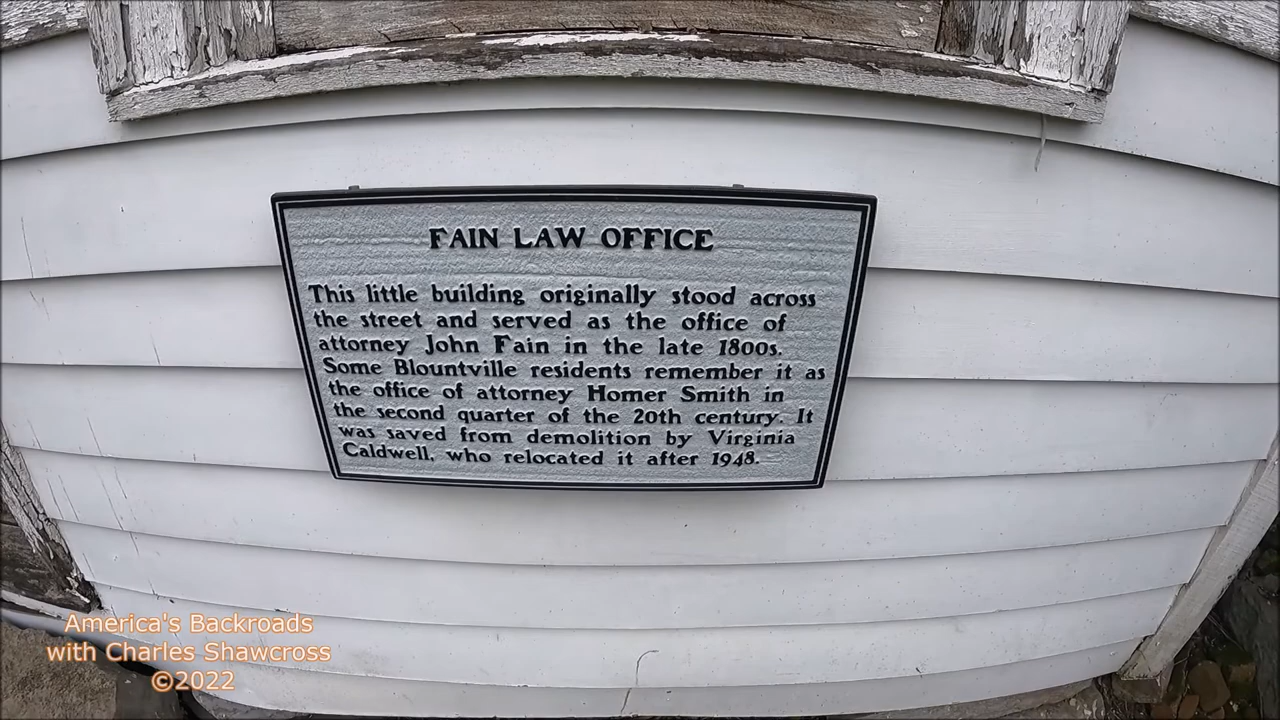 FAIN LAW OFFICE
This little building originally stood across
the street and served as the office of
attorney John Fain in the late 1800s.
Some Blountville residents remember it as
the office of attorney Homer Smith in
the second quarter of the 20th century. It
was saved from demolition by Virginia
Caldwell, who relocated it after 1948.
America's Backroads
with Charles Shawcross
©2022